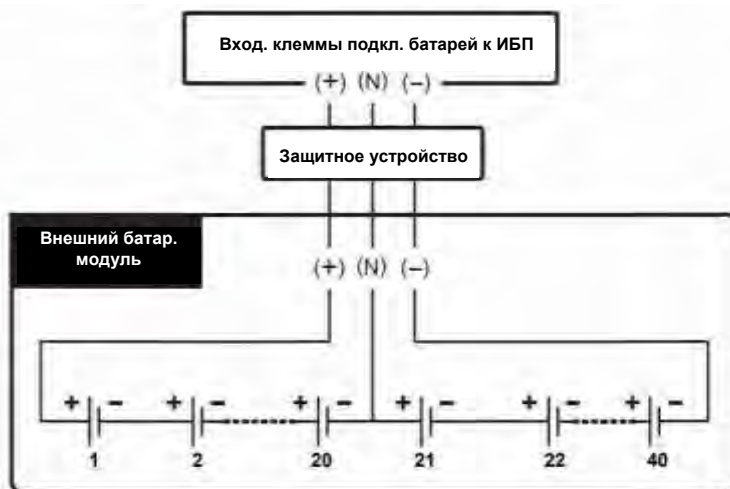 Вход. клеммы подкл. батарей к ИБП
(+) (N) (−)
Защитное устройство
Внешний батар.
модуль
(+) (N) (−)
+ − + − + − + − + − + −
1 2 20 21 22 40